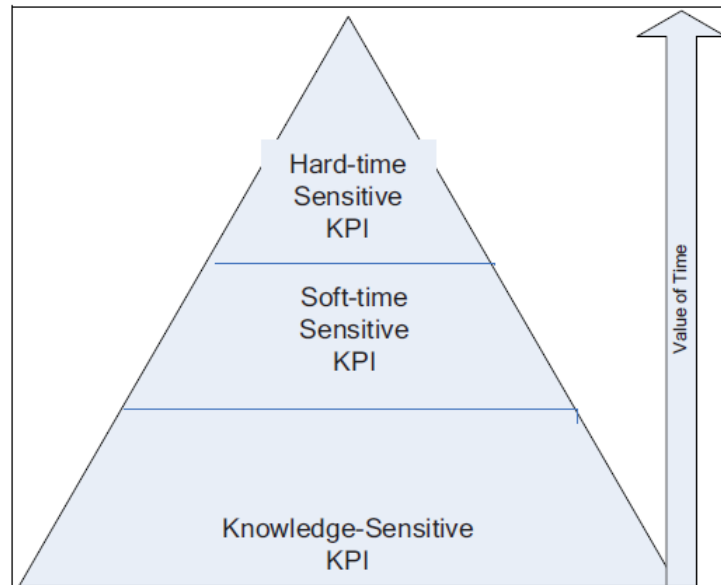 Hard-time
Sensitive
KPI
Soft-time
Sensitive
KPI
Knowledge-Sensitive
KPI
Value of Time